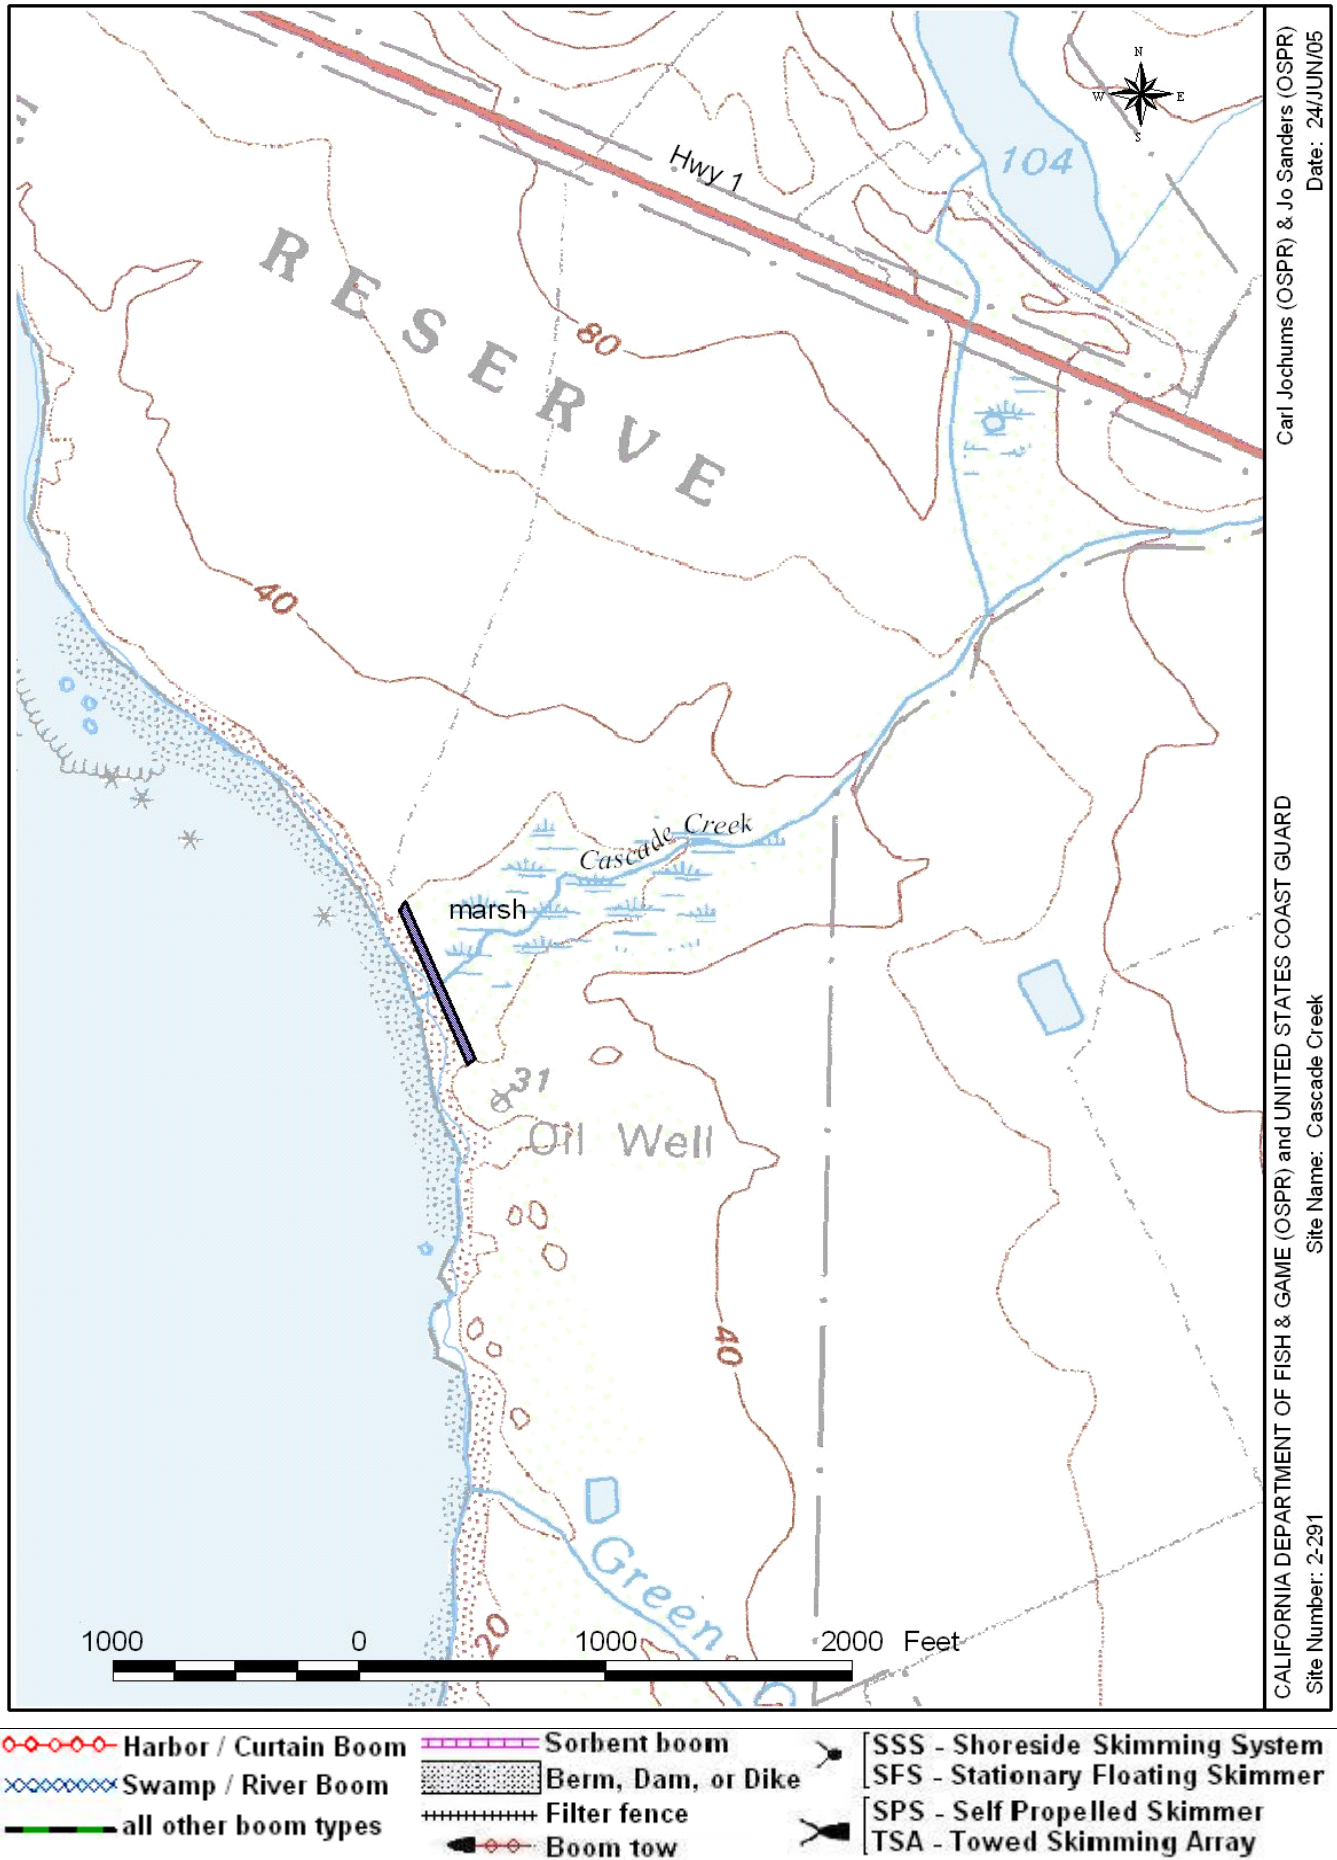 N
W E
S
104
Hwy 1
RESERVE
80
40
Cascade Creek
marsh
31
Oil Well
40
Green
20
1000 0 1000 2000 Feet
CALIFORNIA DEPARTMENT OF FISH & GAME (OSPR) and UNITED STATES COAST GUARD
Carl Jochums (OSPR) & Jo Sanders (OSPR)
Site Number: 2-291 Site Name: Cascade Creek Date: 24/JUN/05
Harbor / Curtain Boom
Swamp / River Boom
all other boom types
Sorbent boom
Berm, Dam, or Dike
Filter fence
Boom tow
SSS - Shoreside Skimming System
SFS - Stationary Floating Skimmer
SPS - Self Propelled Skimmer
TSA - Towed Skimming Array